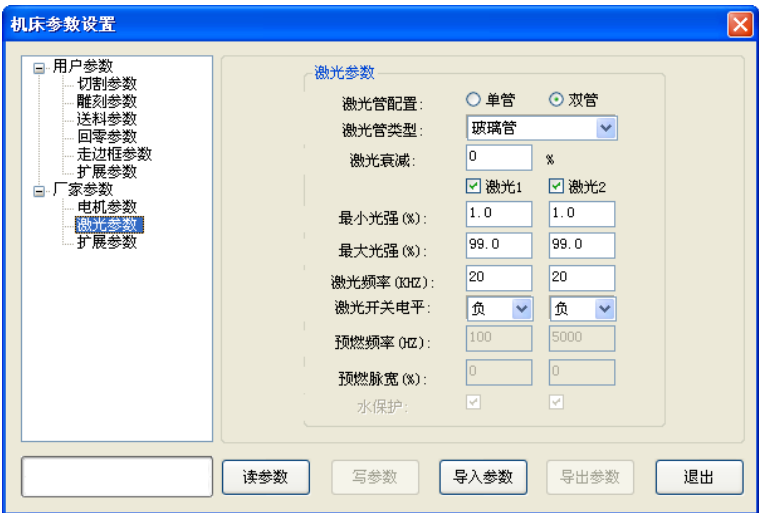 机床参数设置
用户参数
切割参数
雕刻参数
送料参数
回零参数
走边框参数
扩展参数
厂家参数
电机参数
激光参数
扩展参数
激光参数
激光管配置: 单管 双管
激光管类型: 玻璃管
激光衰减: 0 %
激光1 激光2
最小光强(%): 1.0 1.0
最大光强(%): 99.0 99.0
激光频率(KHZ): 20 20
激光开关电平: 负 负
预燃频率(HZ): 100 5000
预燃脉宽(%): 0 0
水保护:
读参数 写参数 导入参数 导出参数 退出